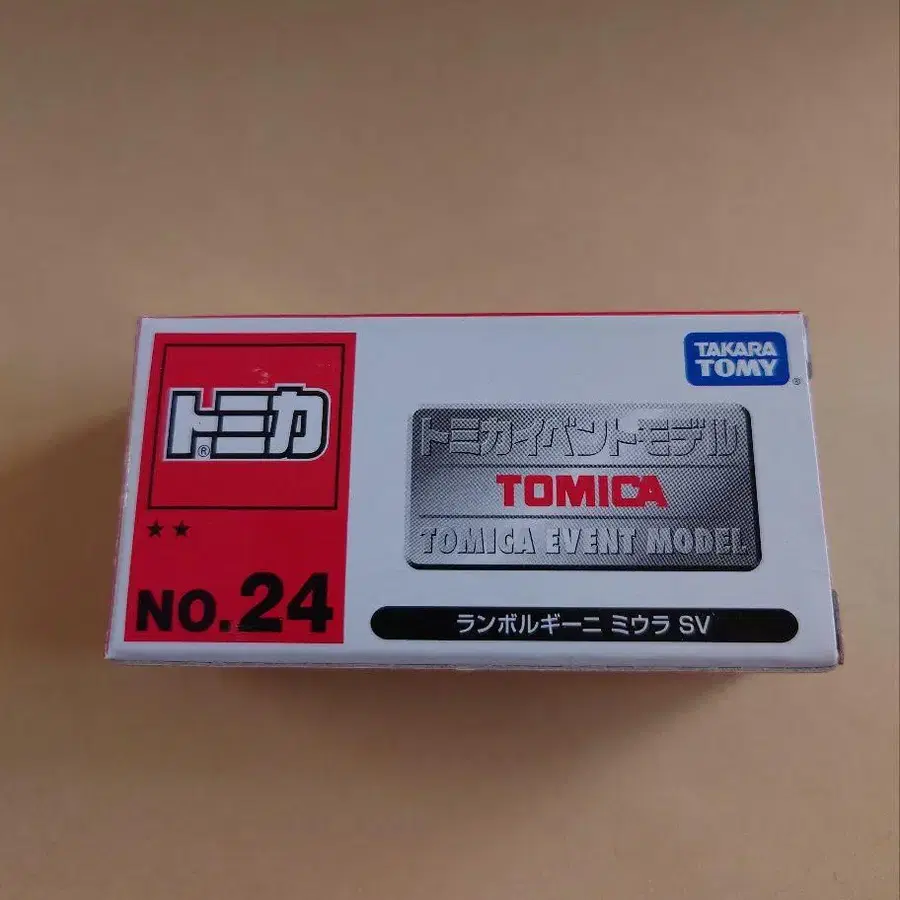 トミカ®
★★
NO.24
TAKARA
TOMY®
トミカイベントモデル
TOMICA
TOMICA EVENT MODEL
ランボルギーニ ミウラ SV